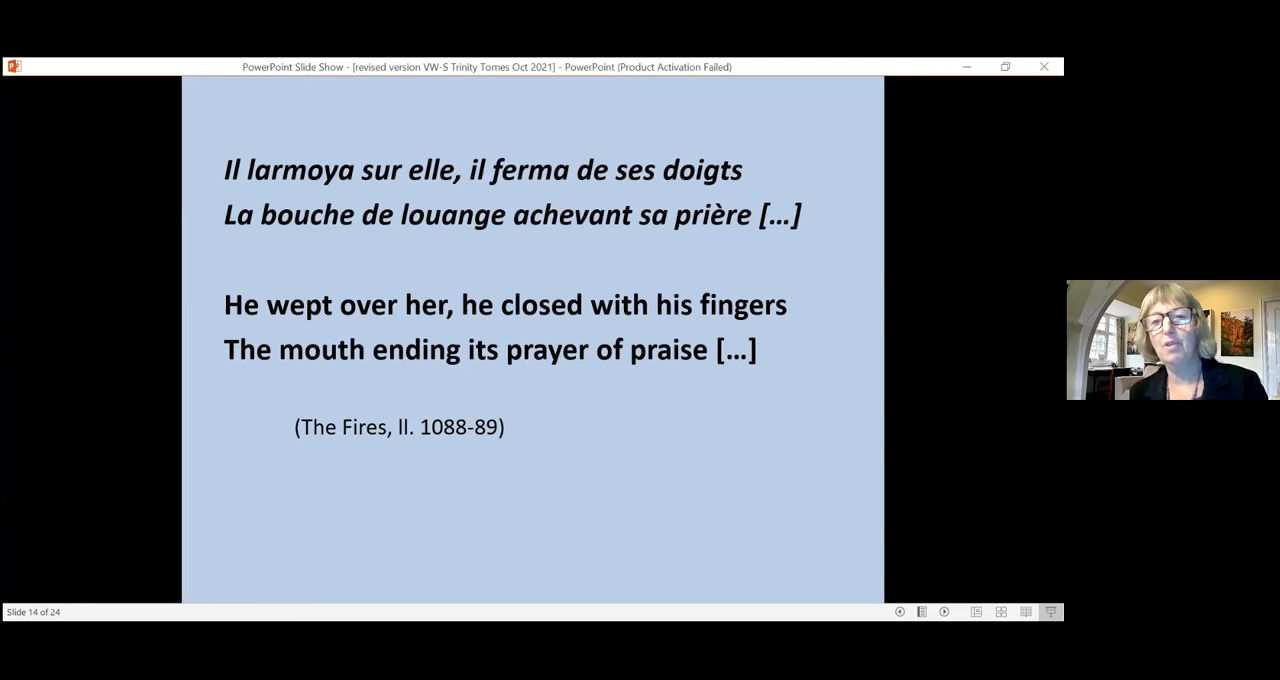 PowerPoint Slide Show - [revised version VW-S Trinity Tomes Oct 2021] - PowerPoint (Product Activation Failed)
Il larmoya sur elle, il ferma de ses doigts
La bouche de louange achevant sa prière [...]
He wept over her, he closed with his fingers
The mouth ending its prayer of praise [...]
(The Fires, ll. 1088-89)
Slide 14 of 24